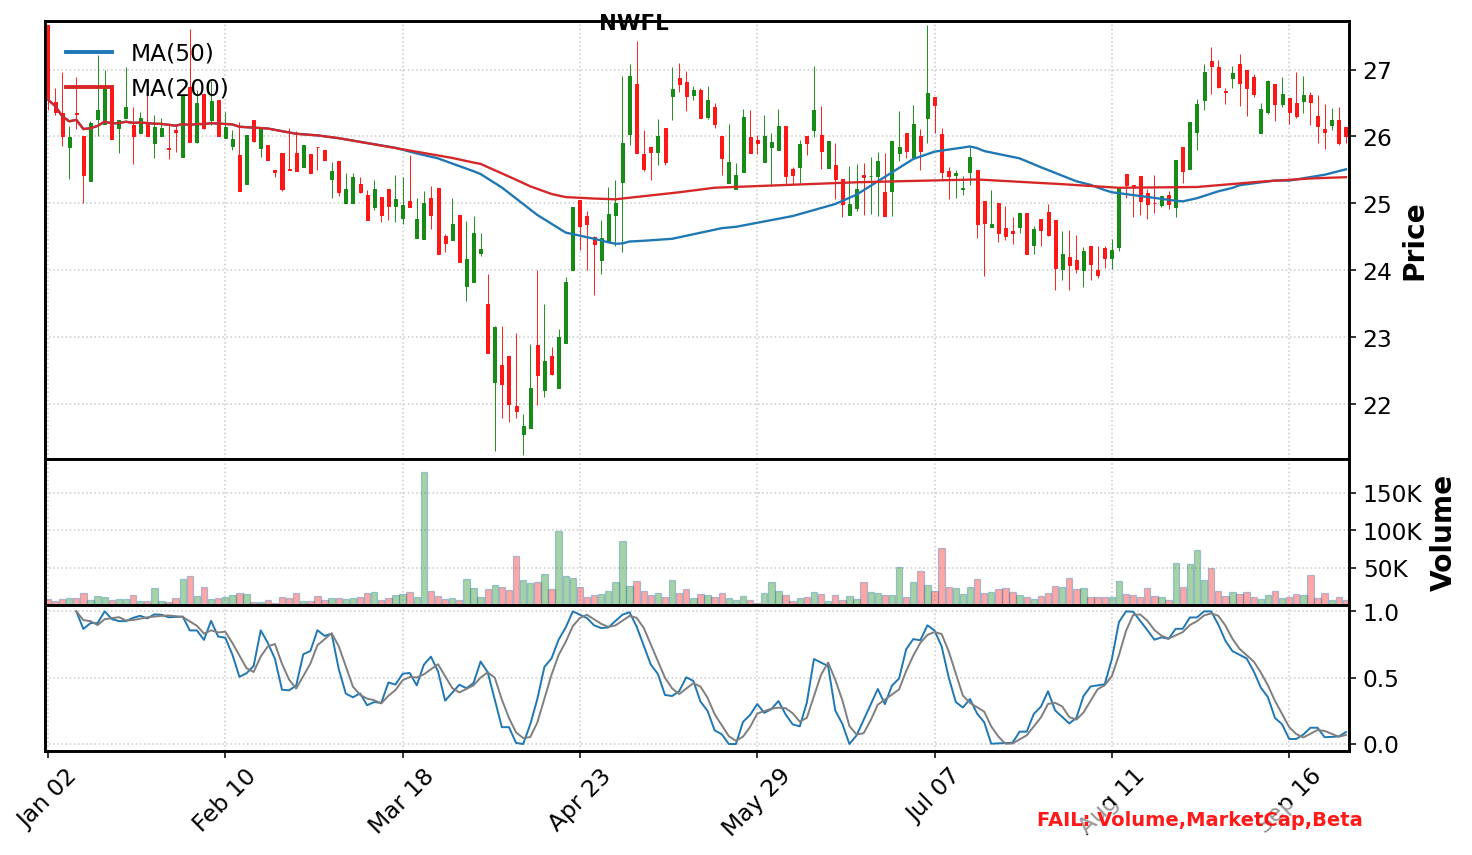 NWFL
MA(50)
MA(200)
27
26
25
24
23
22
Price
150K
100K
50K
Volume
1.0
0.5
0.0
Jan 02
Feb 10
Mar 18
Apr 23
May 29
Jul 07
Aug 11
Sep 16
FAIL: Volume,MarketCap,Beta